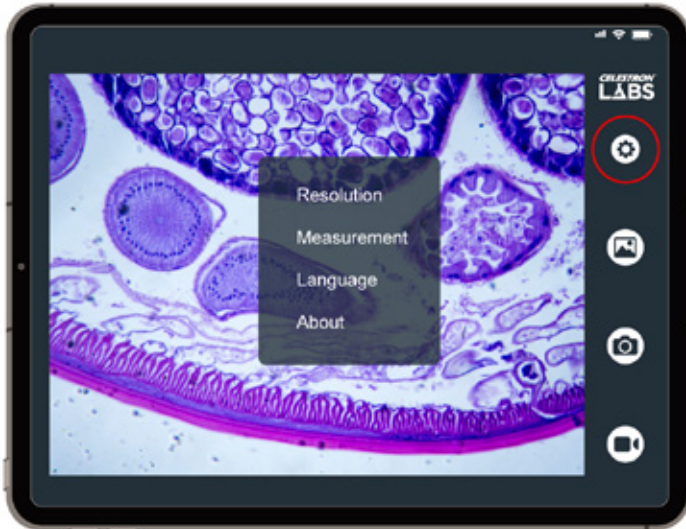 CELESTRON
LABS
Resolution
Measurement
Language
About